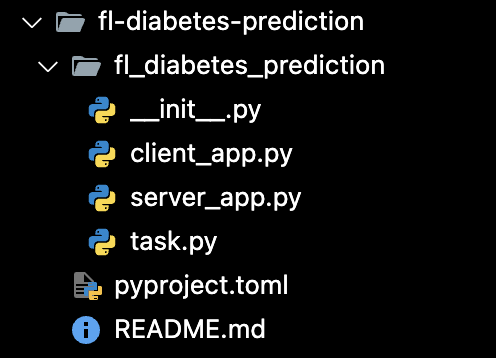 fl-diabetes-prediction
fl_diabetes_prediction
__init__.py
client_app.py
server_app.py
task.py
pyproject.toml
README.md